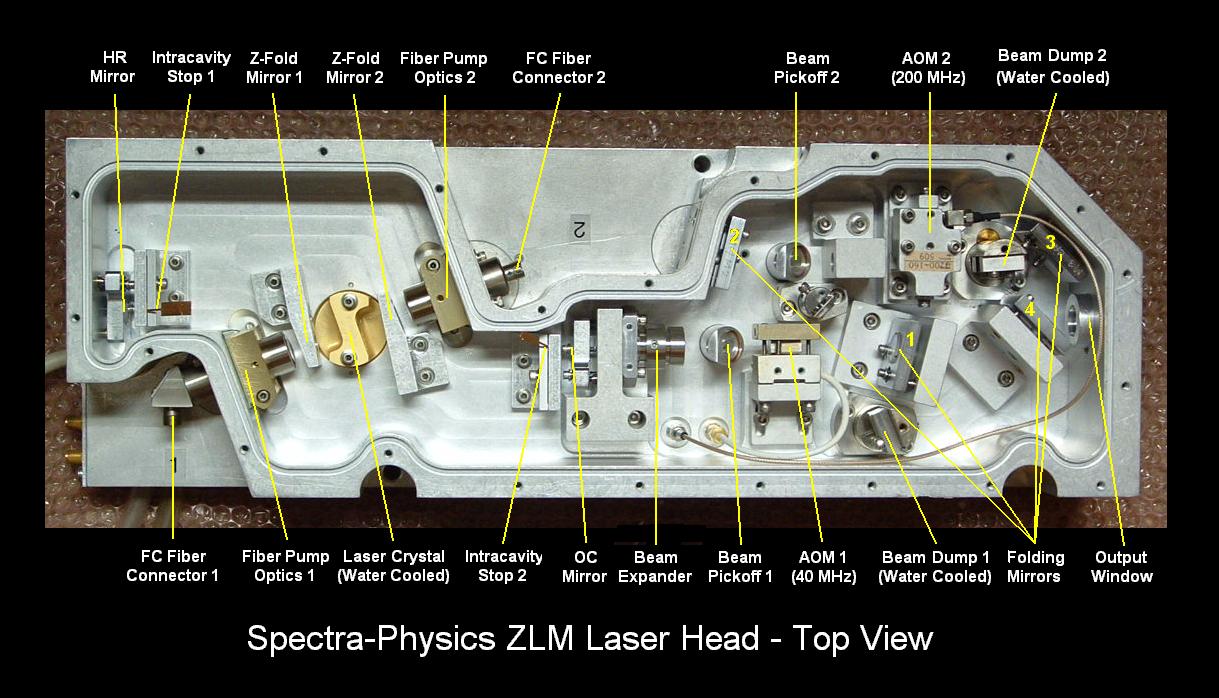 HR
Mirror
Intracavity
Stop 1
Z-Fold
Mirror 1
Z-Fold
Mirror 2
Fiber Pump
Optics 2
FC Fiber
Connector 2
Beam
Pickoff 2
AOM 2
(200 MHz)
Beam Dump 2
(Water Cooled)
2
2
3
4
1
1
FC Fiber
Connector 1
Fiber Pump
Optics 1
Laser Crystal
(Water Cooled)
Intracavity
Stop 2
OC
Mirror
Beam
Expander
Beam
Pickoff 1
AOM 1
(40 MHz)
Beam Dump 1
(Water Cooled)
Folding
Mirrors
Output
Window
Spectra-Physics ZLM Laser Head - Top View